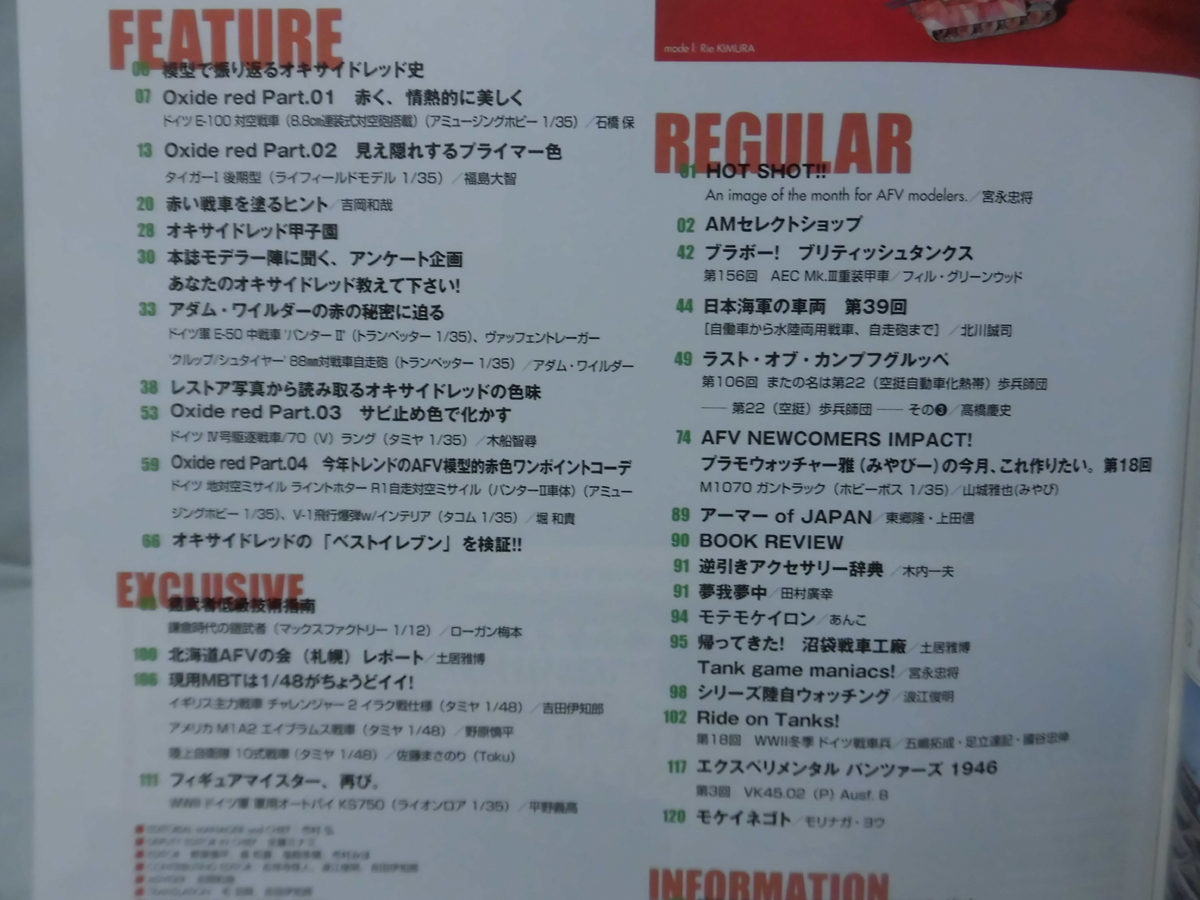 FEATURE
06 模型で振り返るオキサイドレッド史
07 Oxide red Part.01 赤く、情熱的に美しく
ドイツ E-100 対空戦車（8.8㎝連装式対空砲搭載）（アミュージングホビー 1/35）／石橋 保
13 Oxide red Part.02 見え隠れするプライマー色
タイガーI 後期型（ライフィールドモデル 1/35）／福島大智
20 赤い戦車を塗るヒント／吉岡和哉
28 オキサイドレッド甲子園
30 本誌モデラー陣に聞く、アンケート企画
あなたのオキサイドレッド教えて下さい!
33 アダム・ワイルダーの赤の秘密に迫る
ドイツ軍 E-50 中戦車 'パンター II'（トランペッター 1/35）、ヴァッフェントレーガー
'クルップ/シュタイヤー' 88㎜対戦車自走砲（トランペッター 1/35）／アダム・ワイルダー
38 レストア写真から読み取るオキサイドレッドの色味
53 Oxide red Part.03 サビ止め色で化かす
ドイツ IV号駆逐戦車/70（V）ラング（タミヤ 1/35）／木船智尋
59 Oxide red Part.04 今年トレンドのAFV模型的赤色ワンポイントコーデ
ドイツ 地対空ミサイル ライントホター R1自走対空ミサイル（パンターII車体）（アミュー
ジングホビー 1/35）、V-1飛行爆弾w/インテリア（タコム 1/35）／堀 和貴
66 オキサイドレッドの「ベストイレブン」を検証!!
EXCLUSIVE
鎧武者低級技術指南
鎌倉時代の鎧武者（マックスファクトリー 1/12）／ローガン梅本
100 北海道AFVの会（札幌）レポート／土居雅博
106 現用MBTは1/48がちょうどイイ!
イギリス主力戦車 チャレンジャー2 イラク戦仕様（タミヤ 1/48）／吉田伊知郎
アメリカ M1A2 エイブラムス戦車（タミヤ 1/48）／野原慎平
陸上自衛隊 10式戦車（タミヤ 1/48）／佐藤まさのり（Toku）
111 フィギュアマイスター、再び。
WWII ドイツ軍 軍用オートバイ KS750（ライオンロア 1/35）／平野義高
mode l: Rie KIMURA
REGULAR
01 HOT SHOT!!
An image of the month for AFV modelers.／宮永忠将
02 AMセレクトショップ
42 ブラボー! ブリティッシュタンクス
第156回 AEC Mk.III重装甲車／フィル・グリーンウッド
44 日本海軍の車両 第39回
［自働車から水陸両用戦車、自走砲まで］／北川誠司
49 ラスト・オブ・カンプフグルッペ
第106回 またの名は第22（空挺自動車化熱帯）歩兵師団
── 第22（空挺）歩兵師団 ── その❸／高橋慶史
74 AFV NEWCOMERS IMPACT!
プラモウォッチャー雅（みやびー）の今月、これ作りたい。第18回
M1070 ガントラック（ホビーボス 1/35）／山城雅也(みやび)
89 アーマー of JAPAN／東郷隆・上田信
90 BOOK REVIEW
91 逆引きアクセサリー辞典／木内一夫
91 夢我夢中／田村廣幸
94 モテモケイロン／あんこ
95 帰ってきた! 沼袋戦車工廠／土居雅博
Tank game maniacs!／宮永忠将
98 シリーズ陸自ウォッチング／浪江俊明
102 Ride on Tanks!
第18回 WWII冬季 ドイツ戦車兵／五嶋拓成・足立康記・國谷忠伸
117 エクスペリメンタル パンツァーズ 1946
第3回 VK45.02（P）Ausf. B
120 モケイネゴト／モリナガ・ヨウ
INFORMATION